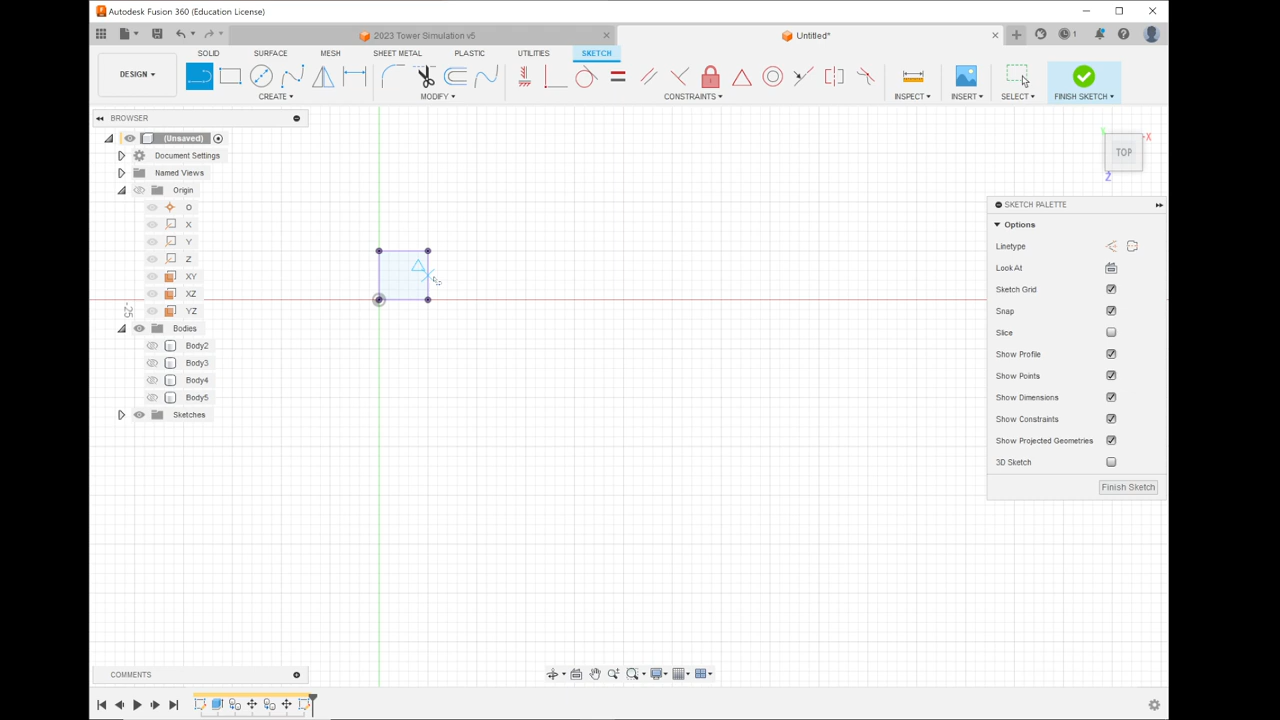 Autodesk Fusion 360 (Education License)
2023 Tower Simulation v5
Untitled*
1
DESIGN
SOLID SURFACE MESH SHEET METAL PLASTIC UTILITIES SKETCH
CREATE MODIFY CONSTRAINTS INSPECT INSERT SELECT FINISH SKETCH
BROWSER
(Unsaved)
Document Settings
Named Views
Origin
O
X
Y
Z
XY
XZ
YZ
Bodies
Body2
Body3
Body4
Body5
Sketches
-25
TOP
X
Y
Z
SKETCH PALETTE
Options
Linetype
Look At
Sketch Grid
Snap
Slice
Show Profile
Show Points
Show Dimensions
Show Constraints
Show Projected Geometries
3D Sketch
Finish Sketch
COMMENTS